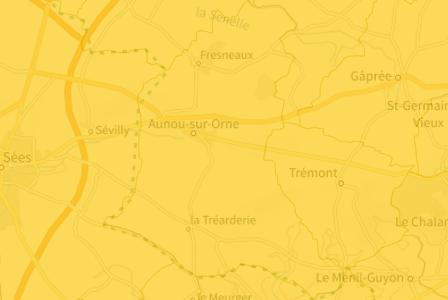 la Senelle
Fresneaux
Gâprée
St-Germain
Vieux
Aunou-sur-Orne
Sévilly
Sées
Trémont
la Tréarderie
Le Chalan
Le Ménil-Guyon
le Meurger